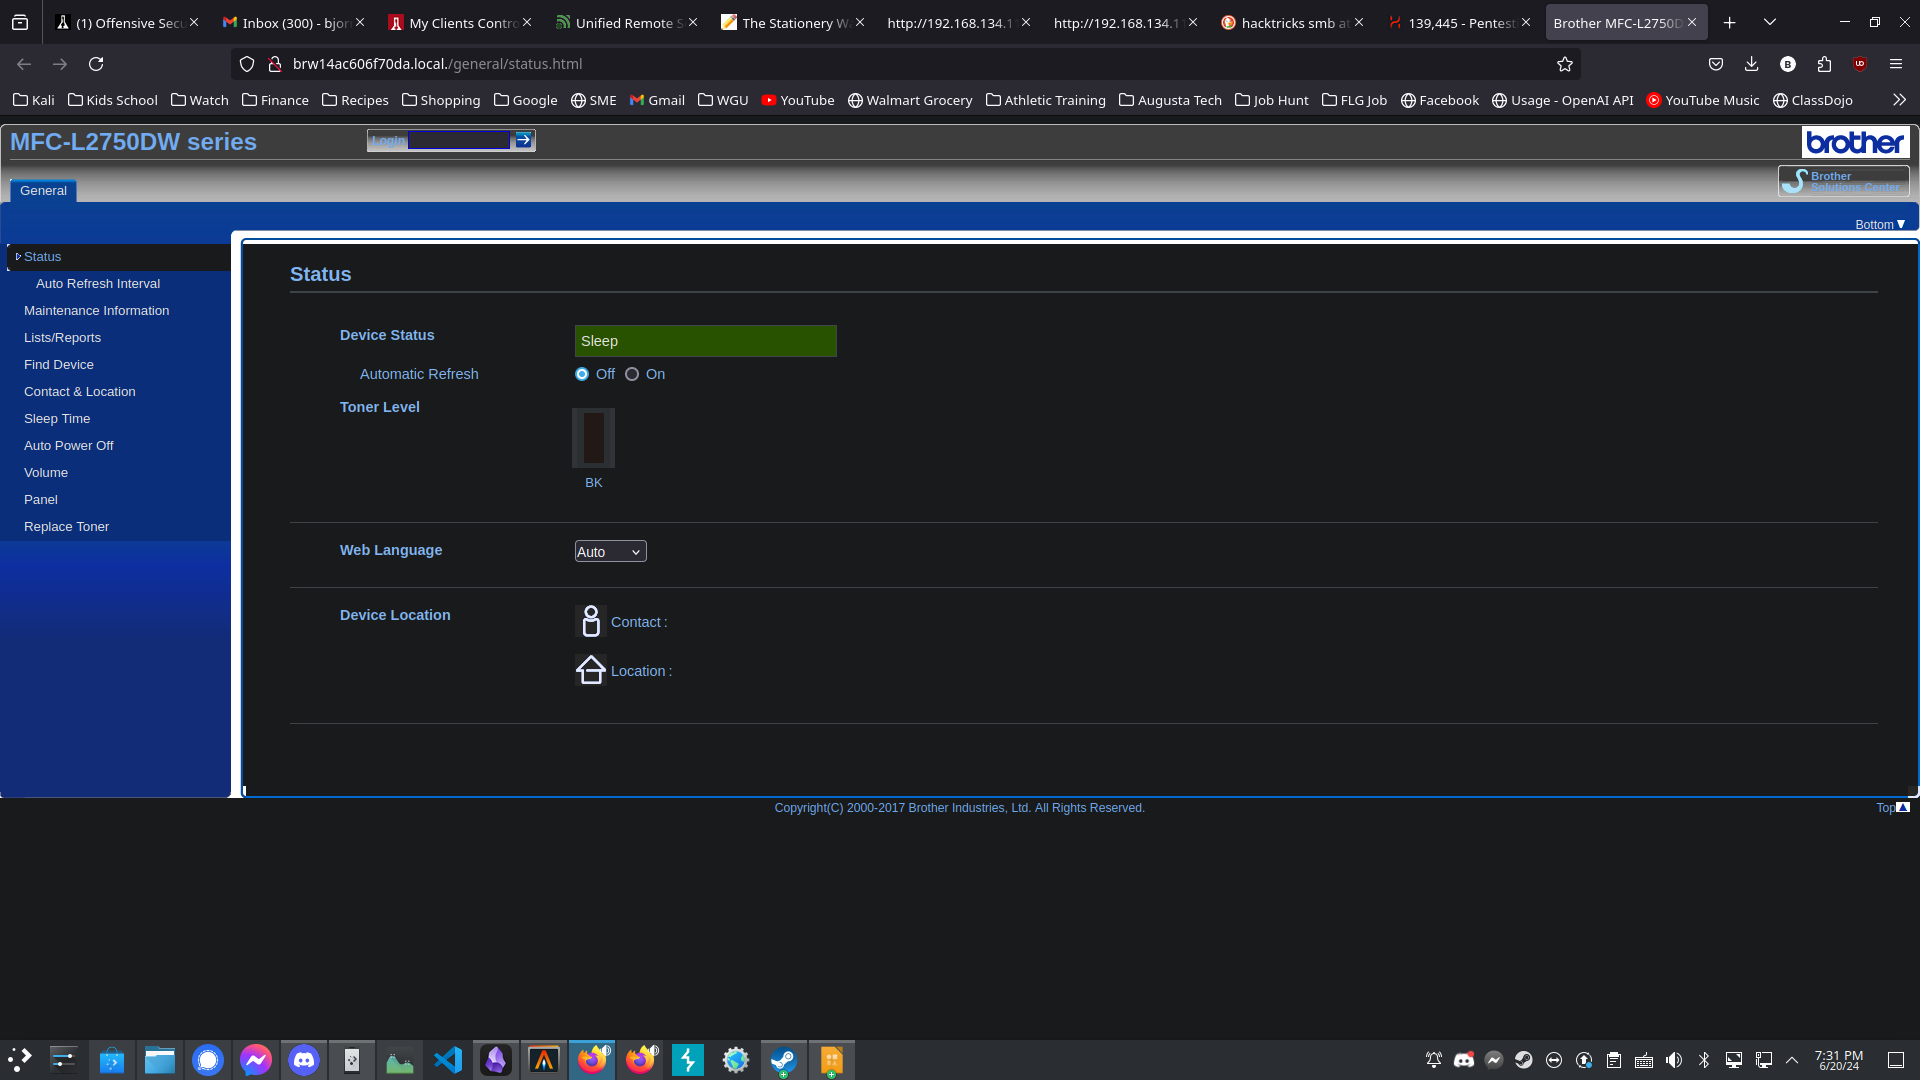 (1) Offensive Secu
Inbox (300) - bjor
My Clients Contro
Unified Remote S
The Stationery W
http://192.168.134.1
http://192.168.134.1
hacktricks smb at
139,445 - Pentest
Brother MFC-L2750D
brw14ac606f70da.local./general/status.html
Kali
Kids School
Watch
Finance
Recipes
Shopping
Google
SME
Gmail
WGU
YouTube
Walmart Grocery
Athletic Training
Augusta Tech
Job Hunt
FLG Job
Facebook
Usage - OpenAI API
YouTube Music
ClassDojo
MFC-L2750DW series
Login
brother
Brother
Solutions Center
General
Bottom▼
Status
Auto Refresh Interval
Maintenance Information
Lists/Reports
Find Device
Contact & Location
Sleep Time
Auto Power Off
Volume
Panel
Replace Toner
Status
Device Status
Sleep
Automatic Refresh
Off
On
Toner Level
BK
Web Language
Auto
Device Location
Contact :
Location :
Copyright(C) 2000-2017 Brother Industries, Ltd. All Rights Reserved.
Top▲
7:31 PM
6/20/24